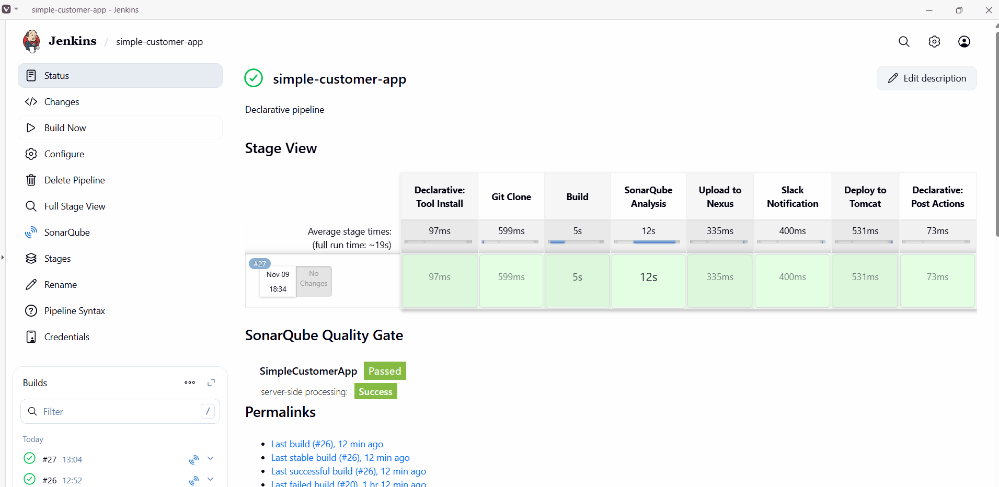 simple-customer-app - Jenkins
Jenkins / simple-customer-app
Status
Changes
Build Now
Configure
Delete Pipeline
Full Stage View
SonarQube
Stages
Rename
Pipeline Syntax
Credentials
Builds
Filter /
Today
#27 13:04
#26 12:52
simple-customer-app
Edit description
Declarative pipeline
Stage View
Declarative: Tool Install
Git Clone
Build
SonarQube Analysis
Upload to Nexus
Slack Notification
Deploy to Tomcat
Declarative: Post Actions
Average stage times:
(full run time: ~19s)
97ms 599ms 5s 12s 335ms 400ms 531ms 73ms
#27
Nov 09
18:34
No
Changes
97ms 599ms 5s 12s 335ms 400ms 531ms 73ms
SonarQube Quality Gate
SimpleCustomerApp Passed
server-side processing: Success
Permalinks
Last build (#26), 12 min ago
Last stable build (#26), 12 min ago
Last successful build (#26), 12 min ago
Last failed build (#20), 1 hr 12 min ago